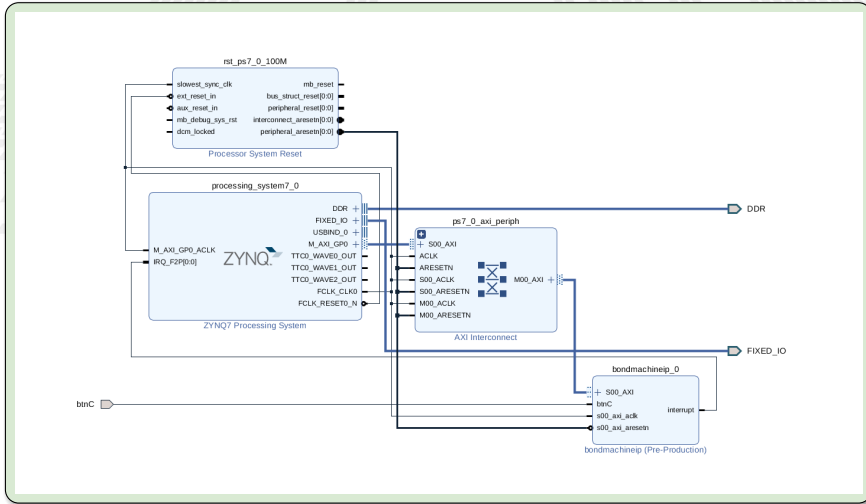 rst_ps7_0_100M
slowest_sync_clk
ext_reset_in
aux_reset_in
mb_debug_sys_rst
dcm_locked
mb_reset
bus_struct_reset[0:0]
peripheral_reset[0:0]
interconnect_aresetn[0:0]
peripheral_aresetn[0:0]
Processor System Reset
processing_system7_0
M_AXI_GP0_ACLK
IRQ_F2P[0:0]
ZYNQ
DDR
FIXED_IO
USBIND_0
M_AXI_GP0
TTC0_WAVE0_OUT
TTC0_WAVE1_OUT
TTC0_WAVE2_OUT
FCLK_CLK0
FCLK_RESET0_N
ZYNQ7 Processing System
ps7_0_axi_periph
S00_AXI
ACLK
ARESETN
S00_ACLK
S00_ARESETN
M00_ACLK
M00_ARESETN
M00_AXI
AXI Interconnect
DDR
FIXED_IO
btnC
bondmachineip_0
S00_AXI
btnC
s00_axi_aclk
s00_axi_aresetn
interrupt
bondmachineip (Pre-Production)